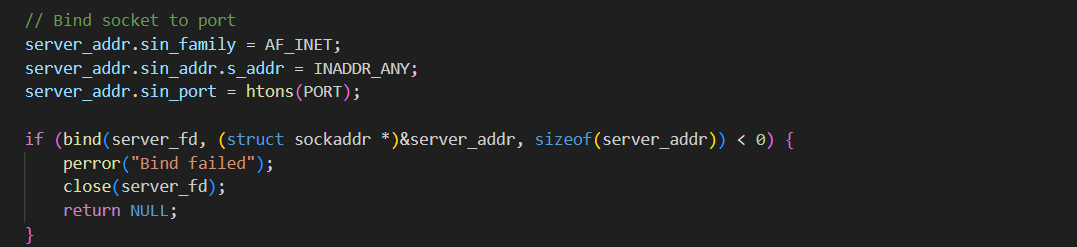 // Bind socket to port
server_addr.sin_family = AF_INET;
server_addr.sin_addr.s_addr = INADDR_ANY;
server_addr.sin_port = htons(PORT);
if (bind(server_fd, (struct sockaddr *)&server_addr, sizeof(server_addr)) < 0) {
perror("Bind failed");
close(server_fd);
return NULL;
}